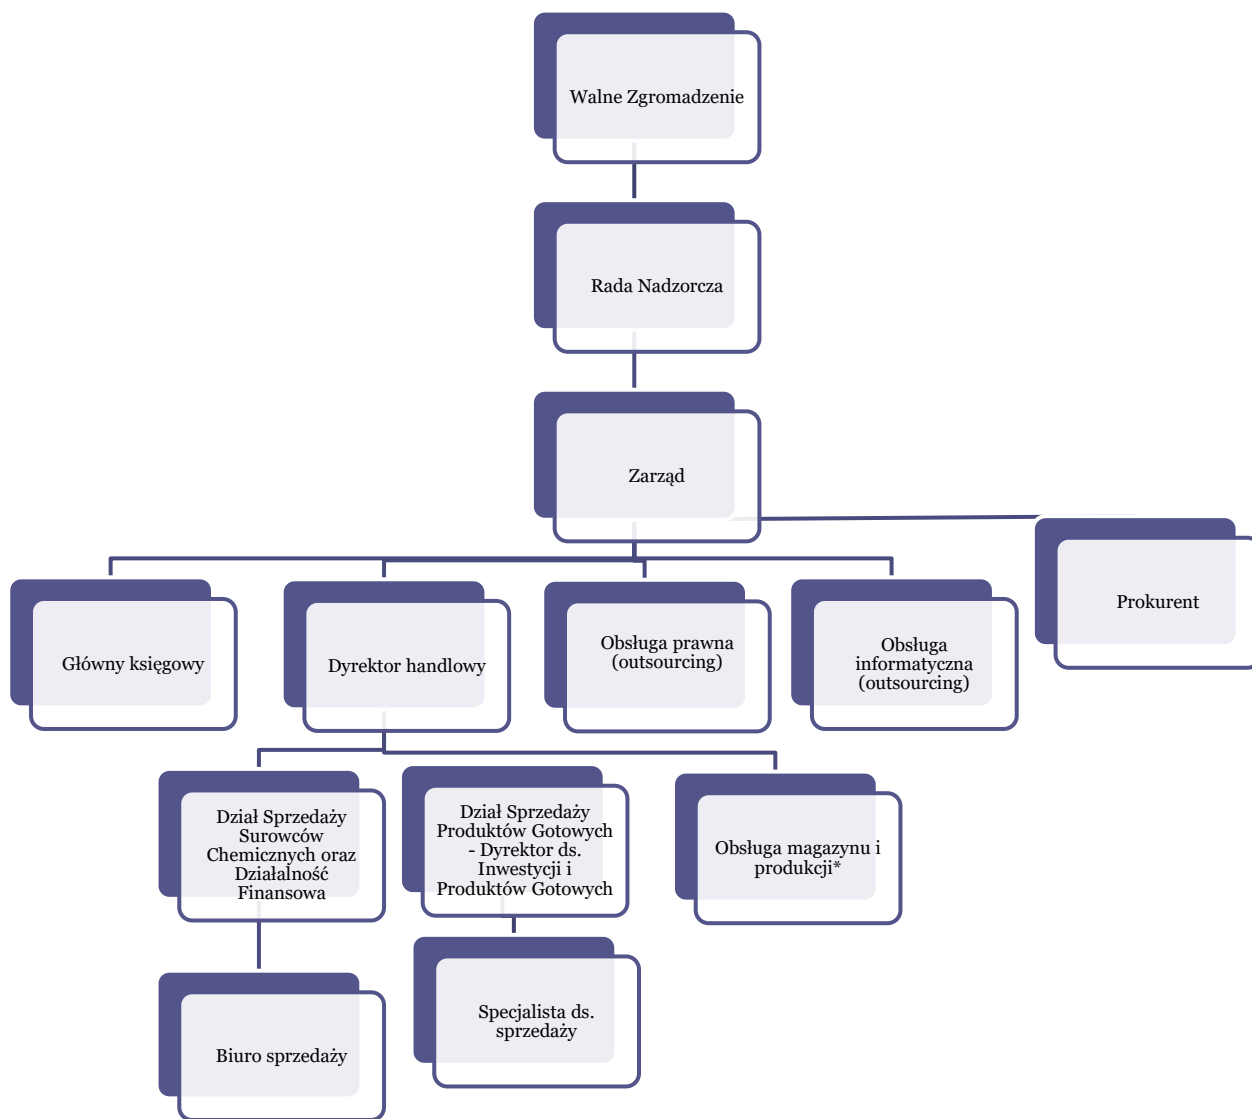 Walne Zgromadzenie
Rada Nadzorcza
Zarząd
Prokurent
Główny księgowy
Dyrektor handlowy
Obsługa prawna
(outsourcing)
Obsługa
informatyczna
(outsourcing)
Dział Sprzedaży
Surowców
Chemicznych oraz
Działalność
Finansowa
Dział Sprzedaży
Produktów Gotowych
- Dyrektor ds.
Inwestycji i
Produktów Gotowych
Obsługa magazynu i
produkcji*
Biuro sprzedaży
Specjalista ds.
sprzedaży